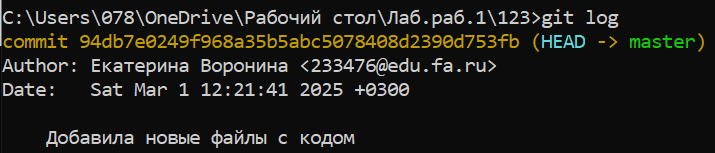 C:\Users\078\OneDrive\Рабочий стол\Лаб.раб.1\123>git log
commit 94db7e0249f968a35b5abc5078408d2390d753fb (HEAD -> master)
Author: Екатерина Воронина <233476@edu.fa.ru>
Date:   Sat Mar 1 12:21:41 2025 +0300
Добавила новые файлы с кодом